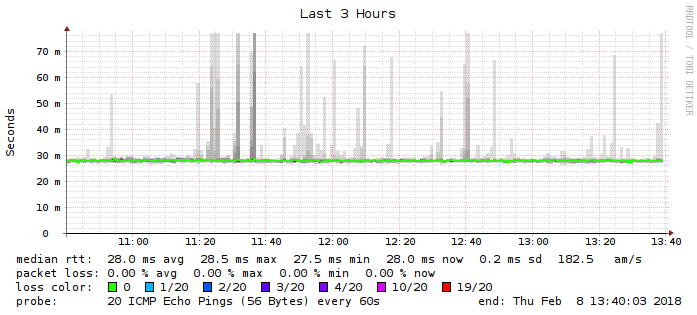 Last 3 Hours
RRDTOOL / TOBI OETIKER
Seconds
70 m
60 m
50 m
40 m
30 m
20 m
10 m
0
11:00 11:20 11:40 12:00 12:20 12:40 13:00 13:20 13:40
median rtt: 28.0 ms avg 28.5 ms max 27.5 ms min 28.0 ms now 0.2 ms sd 182.5 am/s
packet loss: 0.00 % avg 0.00 % max 0.00 % min 0.00 % now
loss color: 0 1/20 2/20 3/20 4/20 10/20 19/20
probe: 20 ICMP Echo Pings (56 Bytes) every 60s end: Thu Feb 8 13:40:03 2018